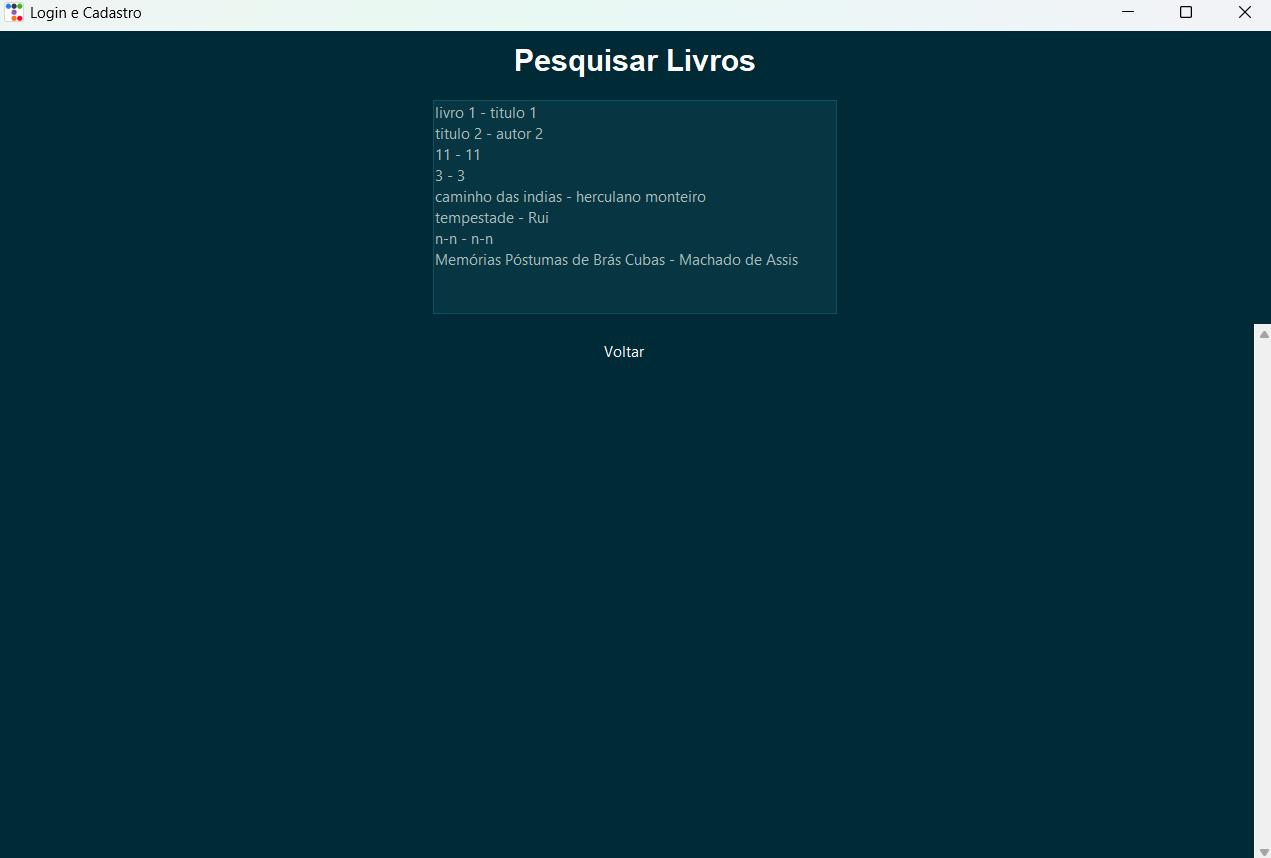 Login e Cadastro
Pesquisar Livros
livro 1 - titulo 1
titulo 2 - autor 2
11 - 11
3 - 3
caminho das indias - herculano monteiro
tempestade - Rui
n-n - n-n
Memórias Póstumas de Brás Cubas - Machado de Assis
Voltar